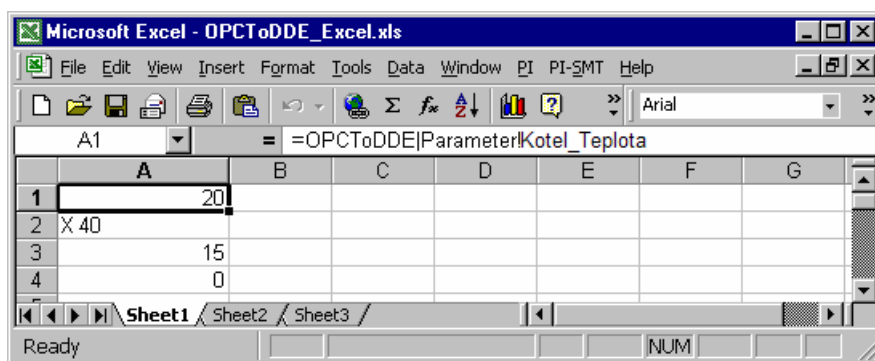 Microsoft Excel - OPCToDDE_Excel.xls
File Edit View Insert Format Tools Data Window PI PI-SMT Help
Arial
A1 = =OPCToDDE|Parameter!Kotel_Teplota
A B C D E F G
1 20
2 X 40
3 15
4 0
Sheet1 Sheet2 Sheet3
Ready NUM